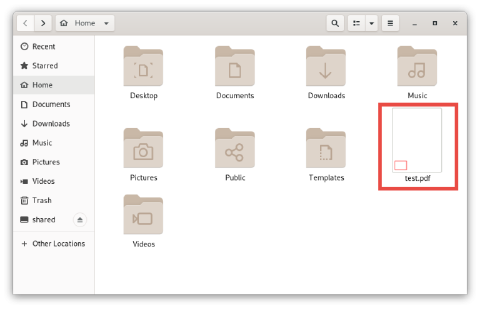 Home
Recent
Starred
Home
Documents
Downloads
Music
Pictures
Videos
Trash
shared
Other Locations
Desktop
Documents
Downloads
Music
Pictures
Public
Templates
test.pdf
Videos